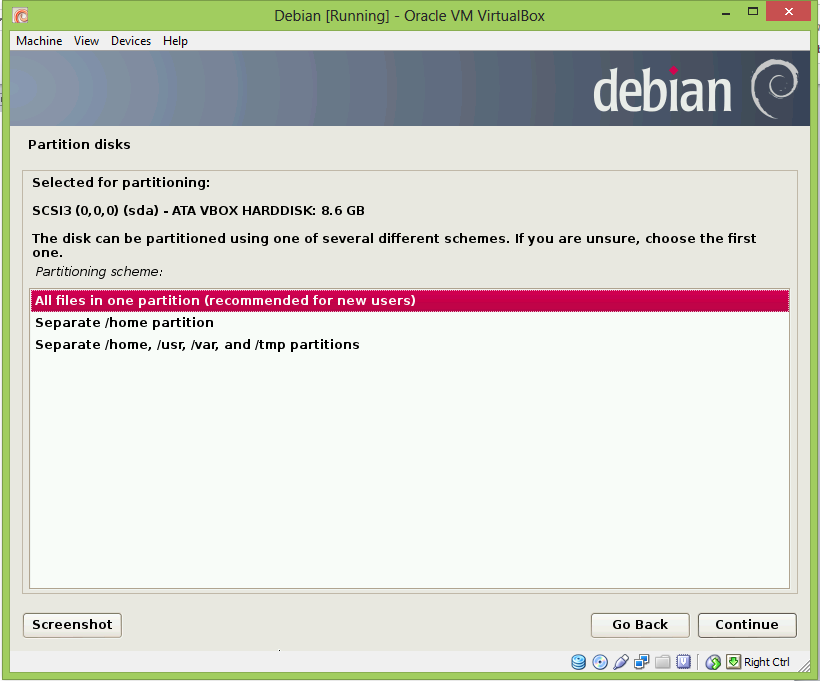 Debian [Running] - Oracle VM VirtualBox
Machine View Devices Help
debian
Partition disks
Selected for partitioning:
SCSI3 (0,0,0) (sda) - ATA VBOX HARDDISK: 8.6 GB
The disk can be partitioned using one of several different schemes. If you are unsure, choose the first
one.
Partitioning scheme:
All files in one partition (recommended for new users)
Separate /home partition
Separate /home, /usr, /var, and /tmp partitions
Screenshot Go Back Continue
Right Ctrl